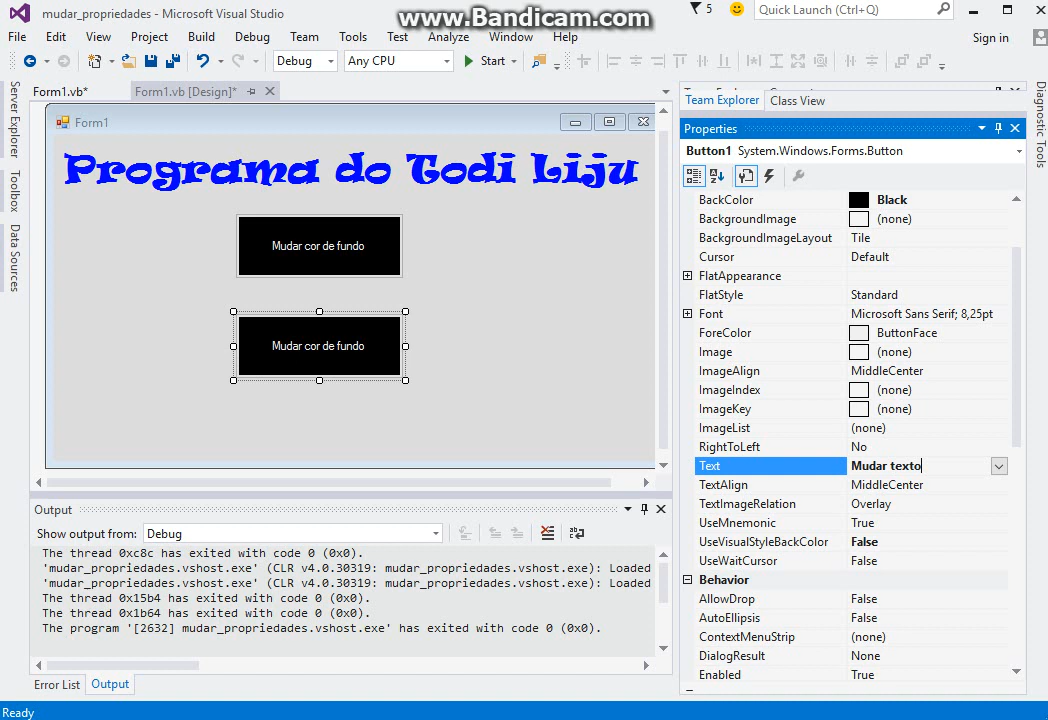 mudar_propriedades - Microsoft Visual Studio
www.Bandicam.com
5
Quick Launch (Ctrl+Q)
File Edit View Project Build Debug Team Tools Test Analyze Window Help
Sign in
Debug
Any CPU
Start
Server Explorer
Toolbox
Data Sources
Form1.vb*
Form1.vb [Design]*
Form1
Programa do Todi Liju
Mudar cor de fundo
Mudar cor de fundo
Output
Show output from: Debug
The thread 0xc8c has exited with code 0 (0x0).
'mudar_propriedades.vshost.exe' (CLR v4.0.30319: mudar_propriedades.vshost.exe): Loaded
'mudar_propriedades.vshost.exe' (CLR v4.0.30319: mudar_propriedades.vshost.exe): Loaded
The thread 0x15b4 has exited with code 0 (0x0).
The thread 0x1b64 has exited with code 0 (0x0).
The program '[2632] mudar_propriedades.vshost.exe' has exited with code 0 (0x0).
Error List
Output
Ready
Team Explorer
Class View
Properties
Button1 System.Windows.Forms.Button
BackColor Black
BackgroundImage (none)
BackgroundImageLayout Tile
Cursor Default
FlatAppearance
FlatStyle Standard
Font Microsoft Sans Serif; 8,25pt
ForeColor ButtonFace
Image (none)
ImageAlign MiddleCenter
ImageIndex (none)
ImageKey (none)
ImageList (none)
RightToLeft No
Text Mudar texto
TextAlign MiddleCenter
TextImageRelation Overlay
UseMnemonic True
UseVisualStyleBackColor False
UseWaitCursor False
Behavior
AllowDrop False
AutoEllipsis False
ContextMenuStrip (none)
DialogResult None
Enabled True
Diagnostic Tools